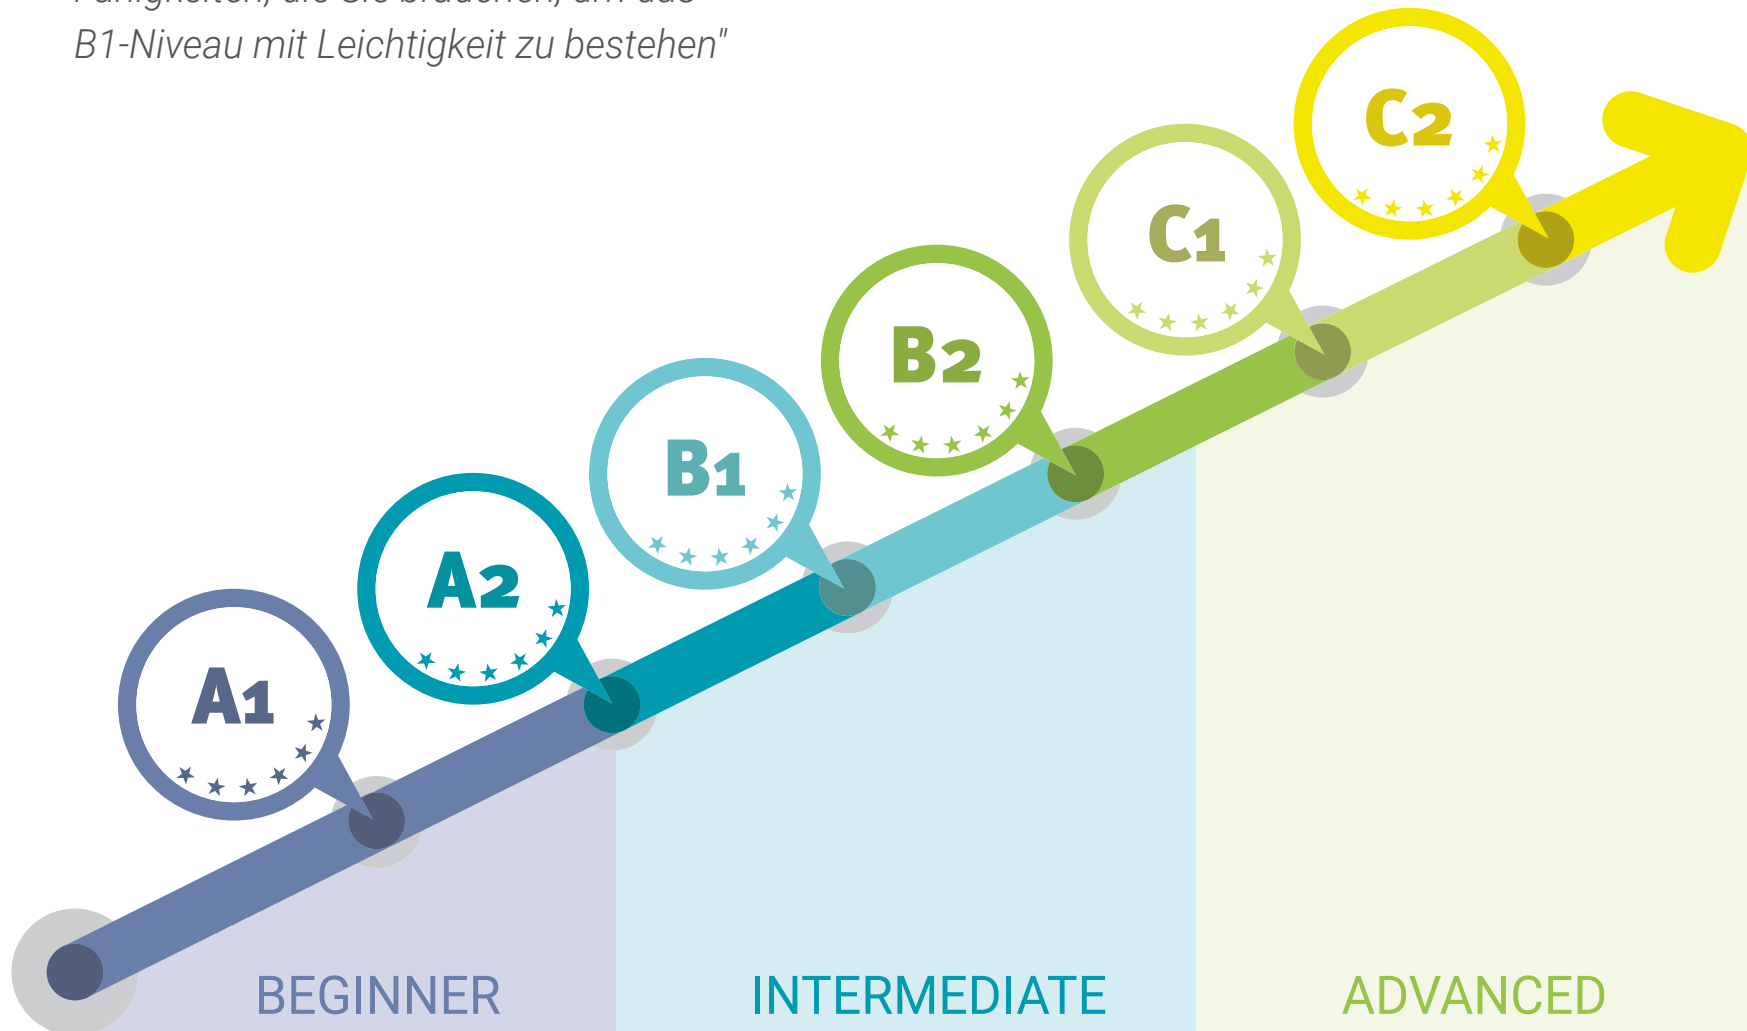 B1-Niveau mit Leichtigkeit zu bestehen"
C2
C1
B2
B1
A2
A1
BEGINNER INTERMEDIATE ADVANCED